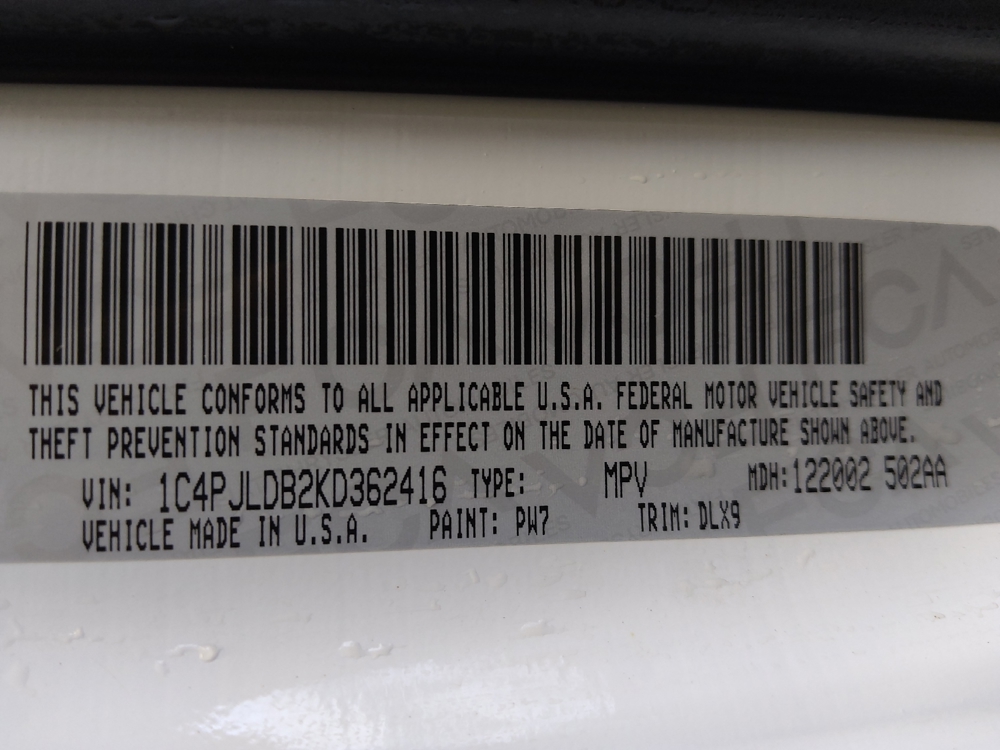 THIS VEHICLE CONFORMS TO ALL APPLICABLE U.S.A. FEDERAL MOTOR VEHICLE SAFETY AND
THEFT PREVENTION STANDARDS IN EFFECT ON THE DATE OF MANUFACTURE SHOWN ABOVE.
VIN: 1C4PJLDB2KD362416 TYPE: MPV MDH:122002 502AA
VEHICLE MADE IN U.S.A. PAINT: PW7 TRIM: DLX9